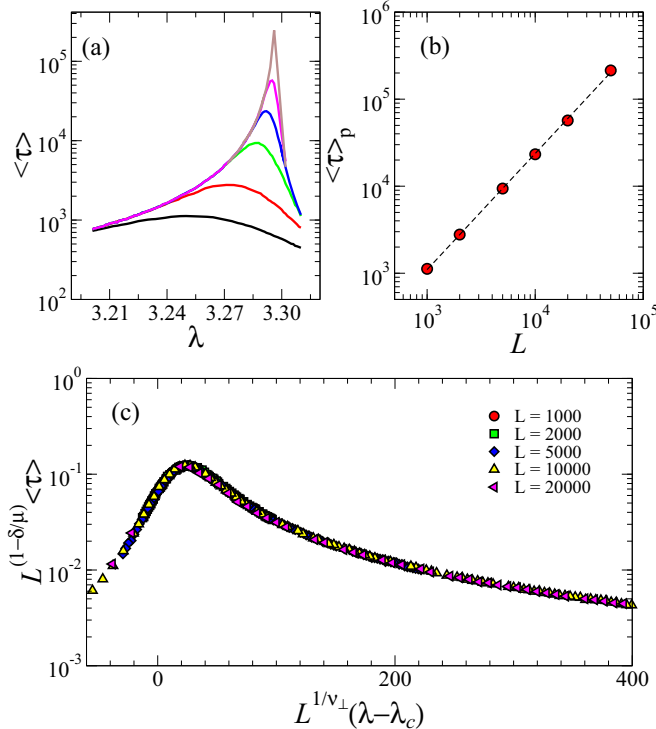 (a)
<τ>
10^5
10^4
10^3
10^2
3.21 3.24 3.27 3.30
λ
(b)
<τ>_p
10^6
10^5
10^4
10^3
10^3 10^4 10^5
L
(c)
L^(1−δ/μ)<τ>
10^0
10^-1
10^-2
10^-3
L = 1000
L = 2000
L = 5000
L = 10000
L = 20000
0 200 400
L^{1/ν_⊥}(λ−λ_c)